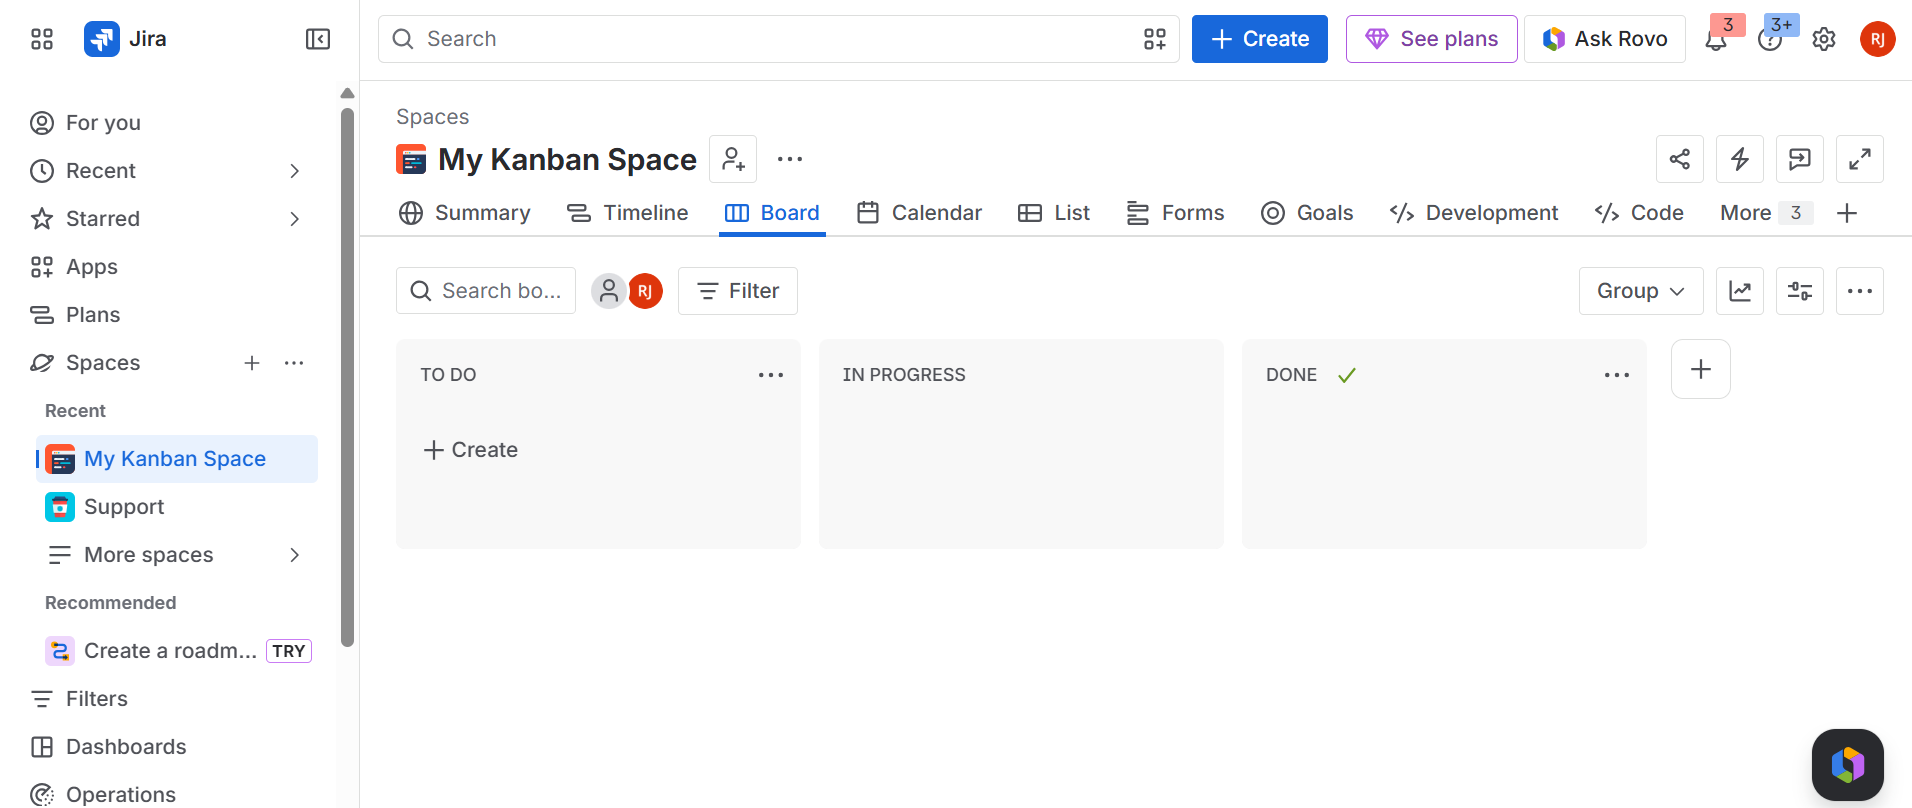 Jira
Search
Create
See plans
Ask Rovo
3
3+
RJ
For you
Recent
Starred
Apps
Plans
Spaces
Recent
My Kanban Space
Support
More spaces
Recommended
Create a roadm... TRY
Filters
Dashboards
Operations
Spaces
My Kanban Space
Summary Timeline Board Calendar List Forms Goals Development Code More 3
Search bo... RJ Filter Group
TO DO
Create
IN PROGRESS
DONE